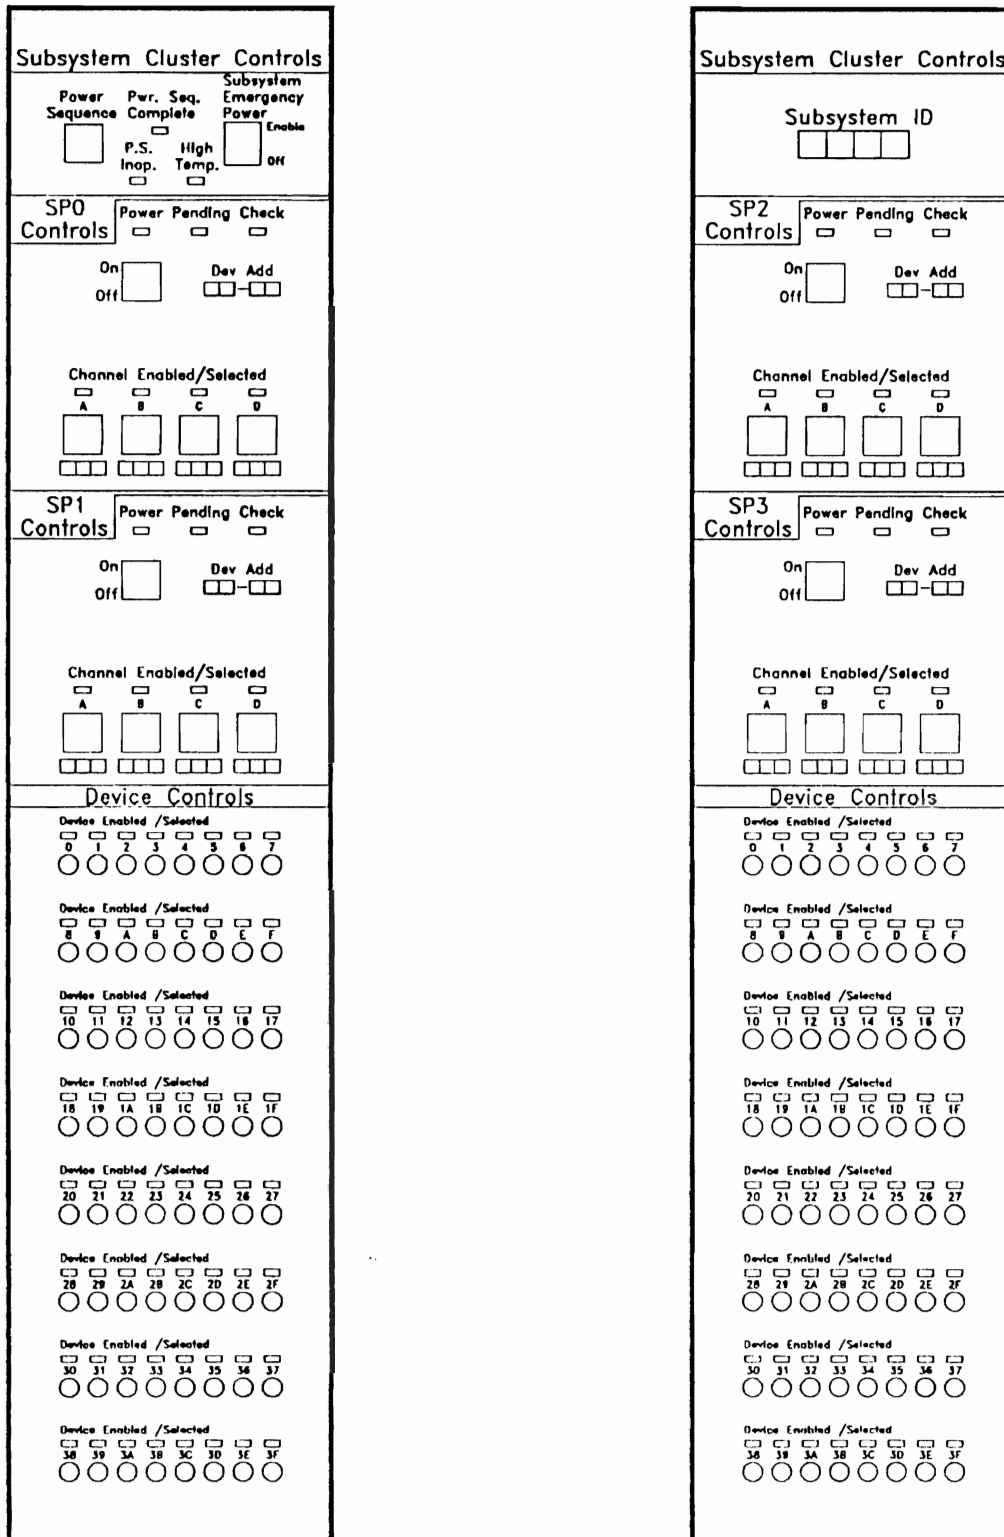 Subsystem Cluster Controls
Power Sequence
Pwr. Seq. Complete
Subsystem Emergency Power
Enable
Off
P.S. Inop.
High Temp.
SP0 Controls
Power Pending Check
On
Off
Dev Add
Channel Enabled/Selected
A B C D
SP1 Controls
Power Pending Check
On
Off
Dev Add
Channel Enabled/Selected
A B C D
Device Controls
Device Enabled /Selected
0 1 2 3 4 5 6 7
Device Enabled /Selected
8 9 A B C D E F
Device Enabled /Selected
10 11 12 13 14 15 16 17
Device Enabled /Selected
18 19 1A 1B 1C 1D 1E 1F
Device Enabled /Selected
20 21 22 23 24 25 26 27
Device Enabled /Selected
28 29 2A 2B 2C 2D 2E 2F
Device Enabled /Selected
30 31 32 33 34 35 36 37
Device Enabled /Selected
38 39 3A 3B 3C 3D 3E 3F
Subsystem Cluster Controls
Subsystem ID
SP2 Controls
Power Pending Check
On
Off
Dev Add
Channel Enabled/Selected
A B C D
SP3 Controls
Power Pending Check
On
Off
Dev Add
Channel Enabled/Selected
A B C D
Device Controls
Device Enabled /Selected
0 1 2 3 4 5 6 7
Device Enabled /Selected
8 9 A B C D E F
Device Enabled /Selected
10 11 12 13 14 15 16 17
Device Enabled /Selected
18 19 1A 1B 1C 1D 1E 1F
Device Enabled /Selected
20 21 22 23 24 25 26 27
Device Enabled /Selected
28 29 2A 2B 2C 2D 2E 2F
Device Enabled /Selected
30 31 32 33 34 35 36 37
Device Enabled /Selected
38 39 3A 3B 3C 3D 3E 3F